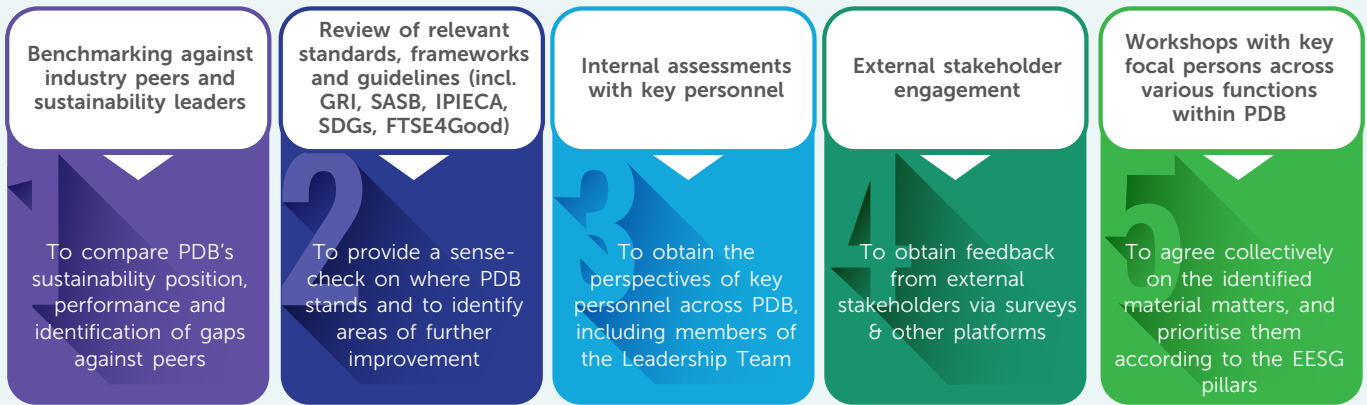 Benchmarking against
industry peers and
sustainability leaders
1
To compare PDB's
sustainability position,
performance and
identification of gaps
against peers
Review of relevant
standards, frameworks
and guidelines (incl.
GRI, SASB, IPIECA,
SDGs, FTSE4Good)
2
To provide a sense-
check on where PDB
stands and to identify
areas of further
improvement
Internal assessments
with key personnel
3
To obtain the
perspectives of key
personnel across PDB,
including members of
the Leadership Team
External stakeholder
engagement
4
To obtain feedback
from external
stakeholders via surveys
& other platforms
Workshops with key
focal persons across
various functions
within PDB
5
To agree collectively
on the identified
material matters, and
prioritise them
according to the EESG
pillars